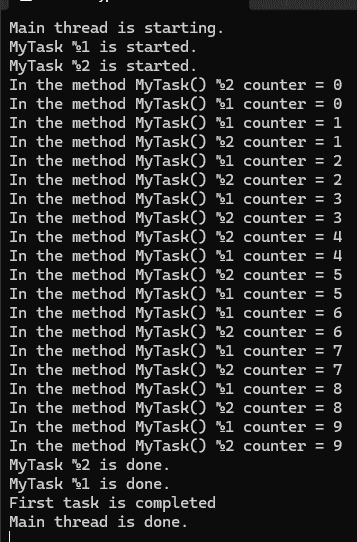 Main thread is starting.
MyTask №1 is started.
MyTask №2 is started.
In the method MyTask() №2 counter = 0
In the method MyTask() №1 counter = 0
In the method MyTask() №1 counter = 1
In the method MyTask() №2 counter = 1
In the method MyTask() №1 counter = 2
In the method MyTask() №2 counter = 2
In the method MyTask() №1 counter = 3
In the method MyTask() №2 counter = 3
In the method MyTask() №2 counter = 4
In the method MyTask() №1 counter = 4
In the method MyTask() №2 counter = 5
In the method MyTask() №1 counter = 5
In the method MyTask() №1 counter = 6
In the method MyTask() №2 counter = 6
In the method MyTask() №1 counter = 7
In the method MyTask() №2 counter = 7
In the method MyTask() №1 counter = 8
In the method MyTask() №2 counter = 8
In the method MyTask() №1 counter = 9
In the method MyTask() №2 counter = 9
MyTask №2 is done.
MyTask №1 is done.
First task is completed
Main thread is done.